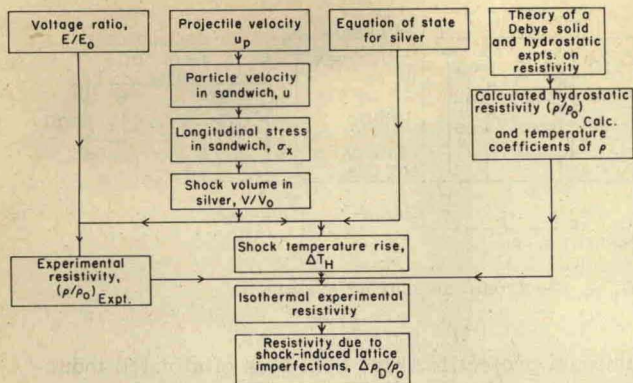 Voltage ratio,
E/E₀
Projectile velocity
uₚ
Equation of state
for silver
Theory of a
Debye solid
and hydrostatic
expts. on
resistivity
Particle velocity
in sandwich, u
Longitudinal stress
in sandwich, σₓ
Calculated hydrostatic
resistivity (ρ/ρ₀)
Calc.
and temperature
coefficients of ρ
Shock volume in
silver, V/V₀
Shock temperature rise,
ΔT_H
Experimental
resistivity,
(ρ/ρ₀)
Expt.
Isothermal experimental
resistivity
Resistivity due to
shock-induced lattice
imperfections, Δρ_D/ρ₀